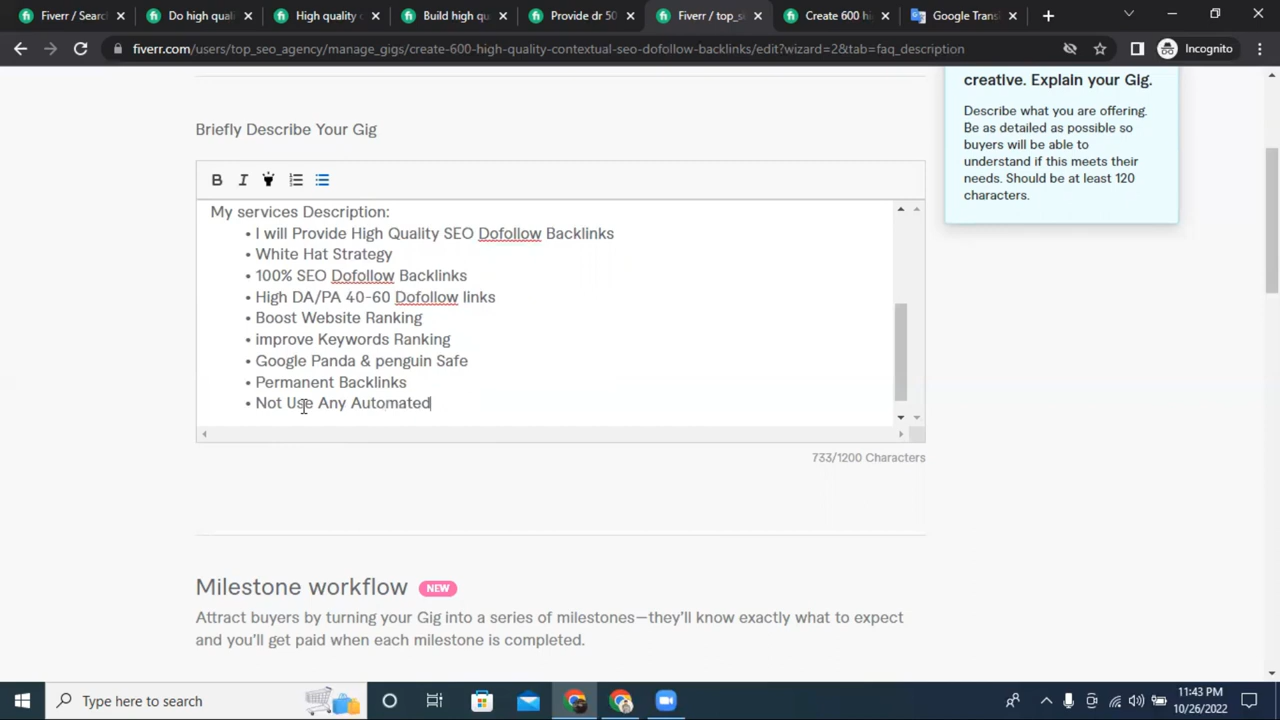 Fiverr / Sear
Do high quali
High quality
Build high qu
Provide dr 50
Fiverr / top_s
Create 600 hi
Google Trans
fiverr.com/users/top_seo_agency/manage_gigs/create-600-high-quality-contextual-seo-dofollow-backlinks/edit?wizard=2&tab=faq_description
Incognito
creative. Explain your Gig.
Describe what you are offering.
Be as detailed as possible so
buyers will be able to
understand if this meets their
needs. Should be at least 120
characters.
Briefly Describe Your Gig
B I
My services Description:
• I will Provide High Quality SEO Dofollow Backlinks
• White Hat Strategy
• 100% SEO Dofollow Backlinks
• High DA/PA 40-60 Dofollow links
• Boost Website Ranking
• improve Keywords Ranking
• Google Panda & penguin Safe
• Permanent Backlinks
• Not Use Any Automated
733/1200 Characters
Milestone workflow NEW
Attract buyers by turning your Gig into a series of milestones—they'll know exactly what to expect
and you'll get paid when each milestone is completed.
Type here to search
11:43 PM
10/26/2022